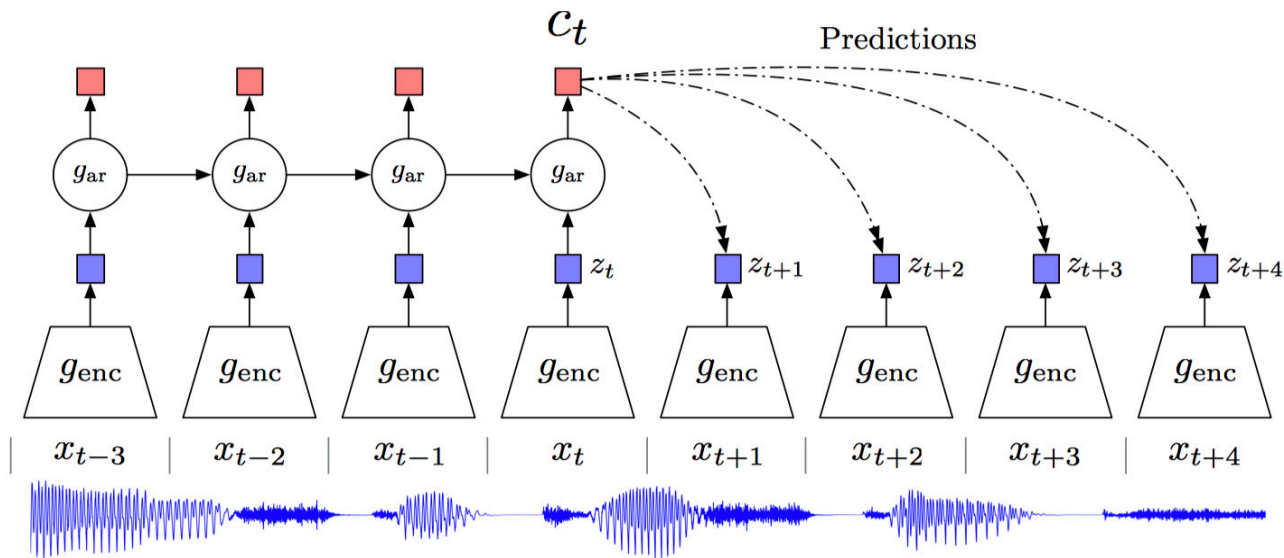 c_t
Predictions
g_ar g_ar g_ar g_ar
z_t z_{t+1} z_{t+2} z_{t+3} z_{t+4}
g_enc g_enc g_enc g_enc g_enc g_enc g_enc g_enc
x_{t−3} x_{t−2} x_{t−1} x_t x_{t+1} x_{t+2} x_{t+3} x_{t+4}